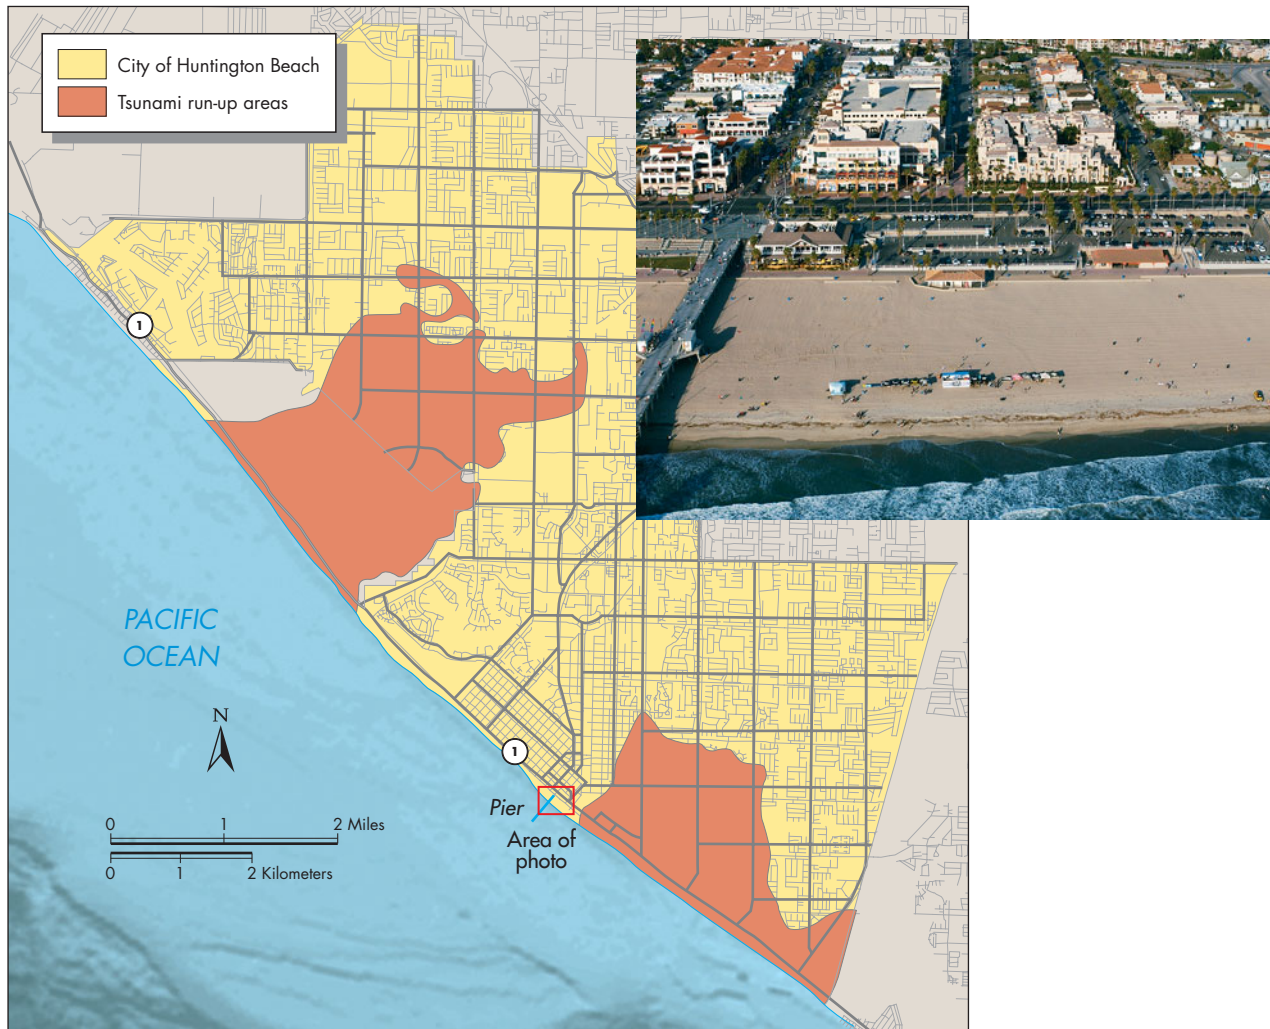 City of Huntington Beach
Tsunami run-up areas
1
PACIFIC
OCEAN
N
1
Pier
Area of
photo
0 1 2 Miles
0 1 2 Kilometers